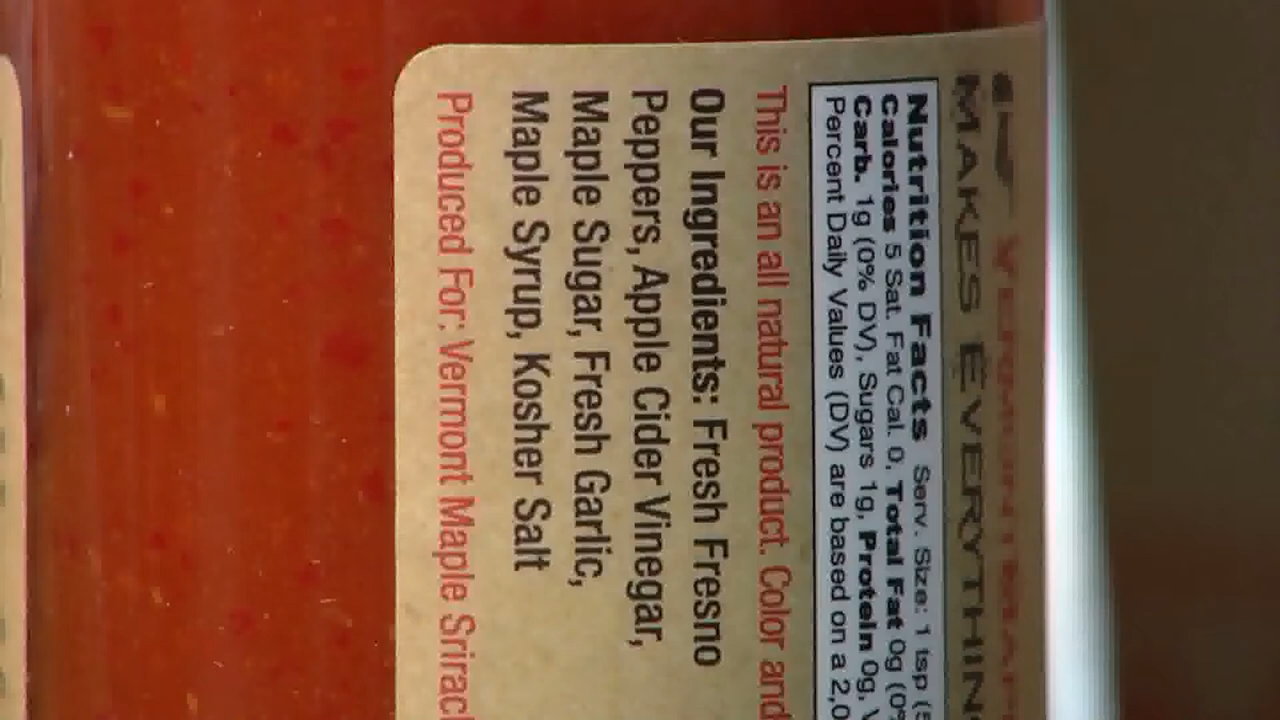 MAKES EVERYTHING
Nutrition Facts Serv. Size: 1 tsp
Calories 5 Sat. Fat Cal. 0, Total Fat 0g (0%
Carb. 1g (0% DV), Sugars 1g, Protein 0g,
Percent Daily Values (DV) are based on a 2,0
This is an all natural product. Color and
Our Ingredients: Fresh Fresno
Peppers, Apple Cider Vinegar,
Maple Sugar, Fresh Garlic,
Maple Syrup, Kosher Salt
Produced For: Vermont Maple Srirach